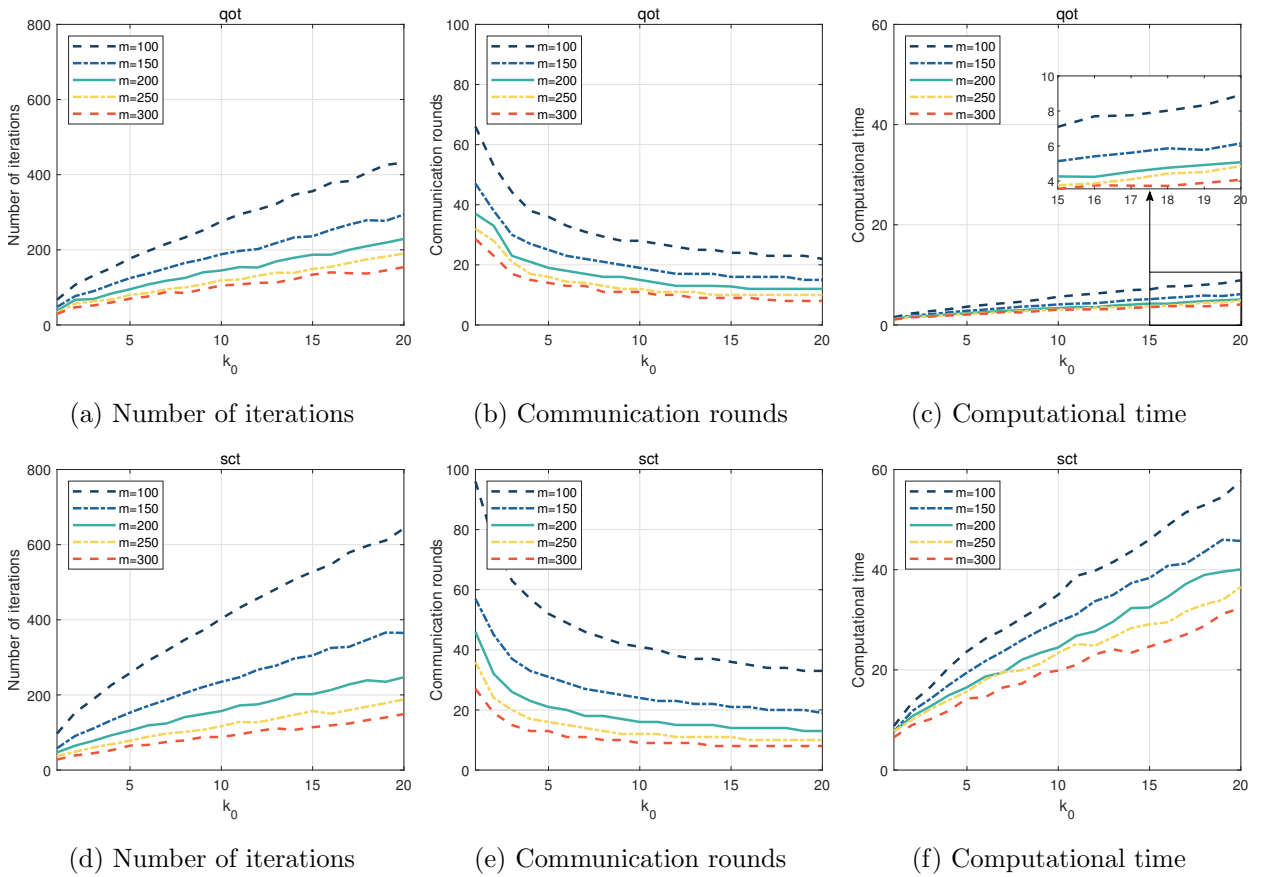 qot
800
600
400
200
0
5
10
15
20
Number of iterations
k0
m=100
m=150
m=200
m=250
m=300
(a) Number of iterations
qot
100
80
60
40
20
0
5
10
15
20
Communication rounds
k0
m=100
m=150
m=200
m=250
m=300
(b) Communication rounds
qot
60
40
20
0
5
10
15
20
Computational time
k0
m=100
m=150
m=200
m=250
m=300
10
8
6
4
15
16
17
18
19
20
(c) Computational time
sct
800
600
400
200
0
5
10
15
20
Number of iterations
k0
m=100
m=150
m=200
m=250
m=300
(d) Number of iterations
sct
100
80
60
40
20
0
5
10
15
20
Communication rounds
k0
m=100
m=150
m=200
m=250
m=300
(e) Communication rounds
sct
60
40
20
0
5
10
15
20
Computational time
k0
m=100
m=150
m=200
m=250
m=300
(f) Computational time